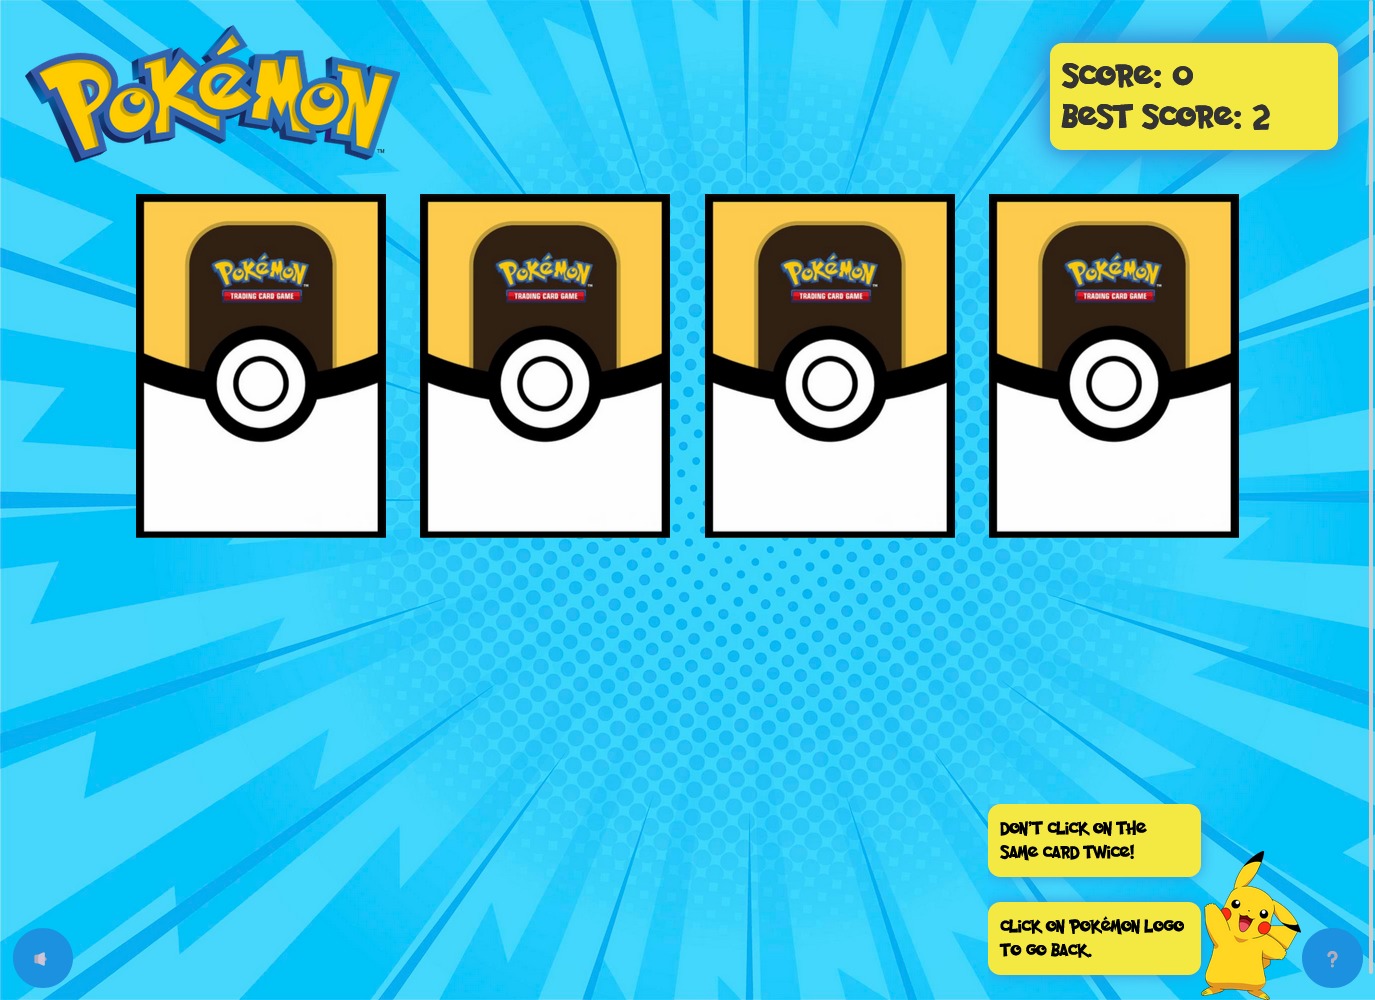 Pokémon
TM
Score: 0
Best Score: 2
Pokémon
TRADING CARD GAME
Pokémon
TRADING CARD GAME
Pokémon
TRADING CARD GAME
Pokémon
TRADING CARD GAME
Don't click on the
same card twice!
Click on Pokémon logo
to go back.
?